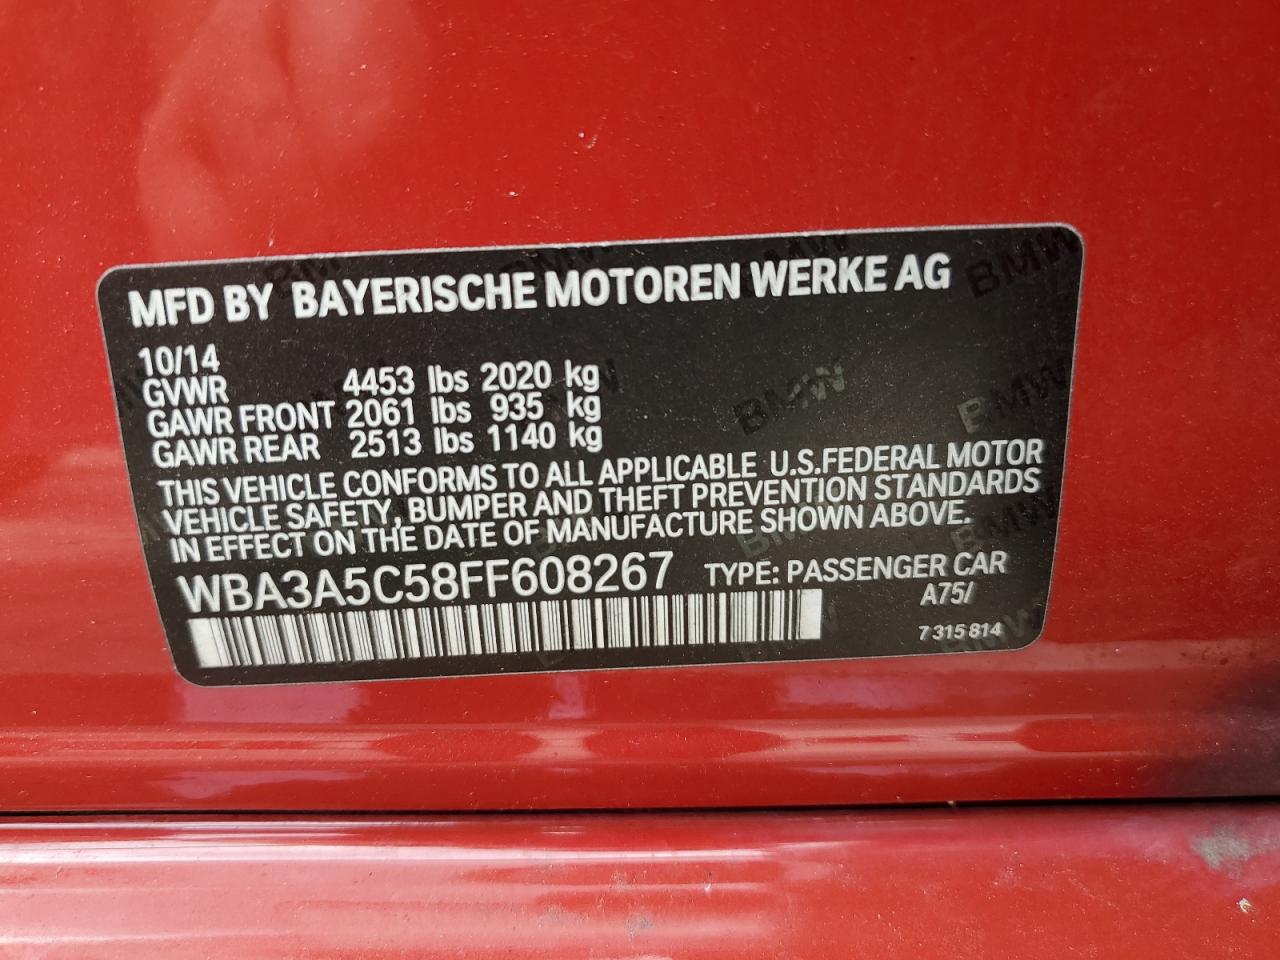 MFD BY BAYERISCHE MOTOREN WERKE AG
10/14
GVWR 4453 lbs 2020 kg
GAWR FRONT 2061 lbs 935 kg
GAWR REAR 2513 lbs 1140 kg
THIS VEHICLE CONFORMS TO ALL APPLICABLE U.S.FEDERAL MOTOR
VEHICLE SAFETY, BUMPER AND THEFT PREVENTION STANDARDS
IN EFFECT ON THE DATE OF MANUFACTURE SHOWN ABOVE.
WBA3A5C58FF608267 TYPE: PASSENGER CAR
A75/
7 315 814